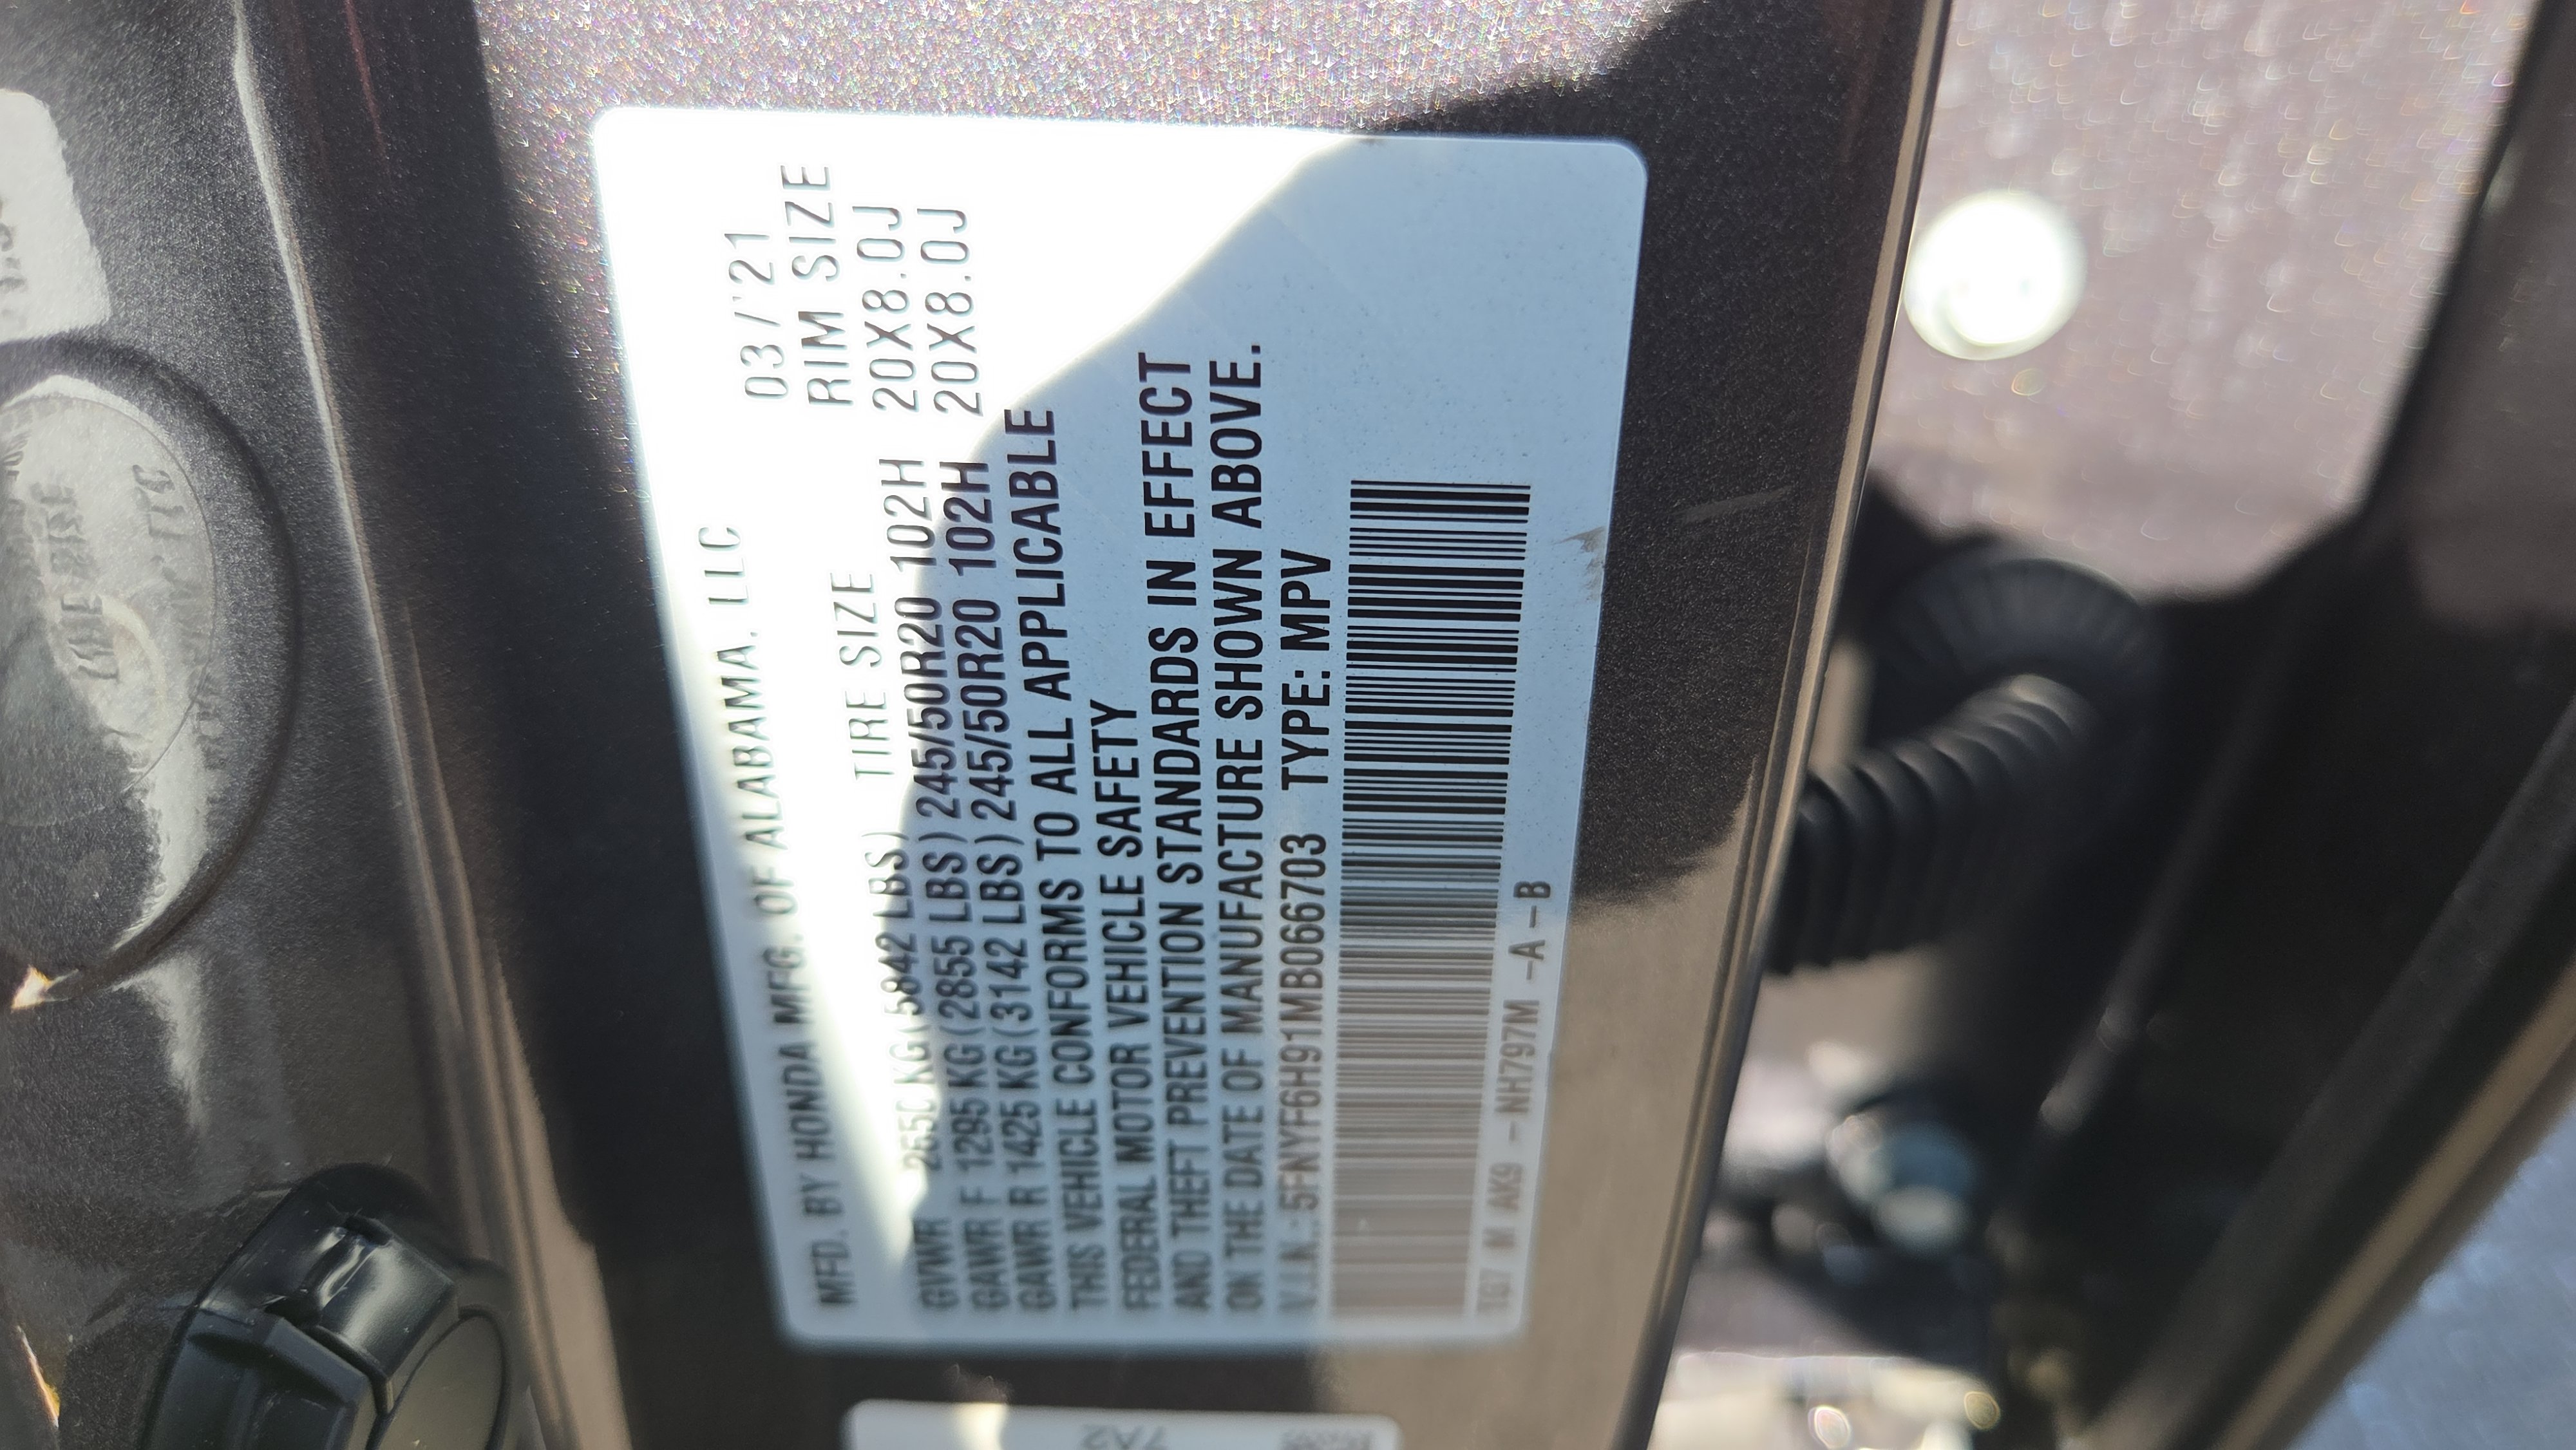 MFD. BY HONDA MFG. OF ALABAMA, LLC
03/'21
TIRE SIZE RIM SIZE
GVWR 2650 KG(5842 LBS)
GAWR F 1295 KG(2855 LBS) 245/50R20 102H 20X8.0J
GAWR R 1425 KG(3142 LBS) 245/50R20 102H 20X8.0J
THIS VEHICLE CONFORMS TO ALL APPLICABLE
FEDERAL MOTOR VEHICLE SAFETY
AND THEFT PREVENTION STANDARDS IN EFFECT
ON THE DATE OF MANUFACTURE SHOWN ABOVE.
V.I.N.:5FNYF6H91MB066703 TYPE: MPV
TG7 M AK9 -NH797M -A-B